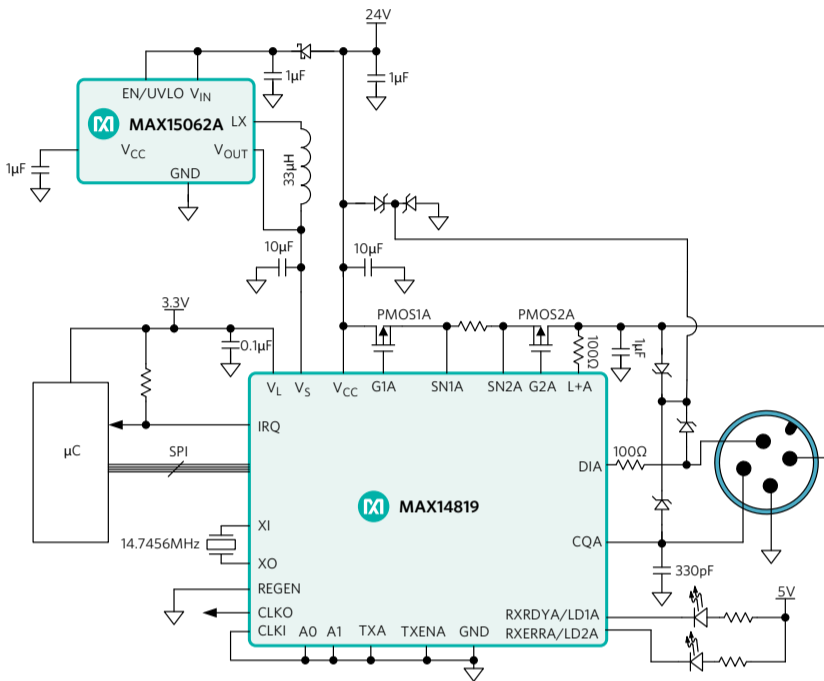 24V
1µF
1µF
EN/UVLO VIN
MAX15062A
LX
VCC
VOUT
GND
1µF
33µH
10µF
10µF
3.3V
0.1µF
PMOS1A
PMOS2A
100Ω
1µF
VL
VS
VCC
G1A
SN1A
SN2A
G2A
L+A
µC
IRQ
SPI
DIA
100Ω
MAX14819
XI
14.7456MHz
XO
CQA
330pF
REGEN
CLKO
CLKI
A0
A1
TXA
TXENA
GND
RXRDYA/LD1A
RXERRA/LD2A
5V